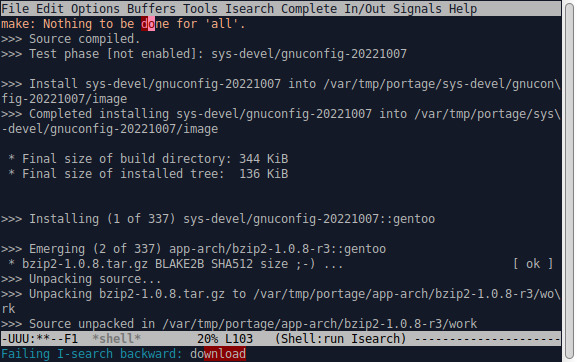 File Edit Options Buffers Tools Isearch Complete In/Out Signals Help
make: Nothing to be done for 'all'.
>>> Source compiled.
>>> Test phase [not enabled]: sys-devel/gnuconfig-20221007
>>> Install sys-devel/gnuconfig-20221007 into /var/tmp/portage/sys-devel/gnucon\
fig-20221007/image
>>> Completed installing sys-devel/gnuconfig-20221007 into /var/tmp/portage/sys\
-devel/gnuconfig-20221007/image
 * Final size of build directory: 344 KiB
 * Final size of installed tree:  136 KiB
>>> Installing (1 of 337) sys-devel/gnuconfig-20221007::gentoo
>>> Emerging (2 of 337) app-arch/bzip2-1.0.8-r3::gentoo
 * bzip2-1.0.8.tar.gz BLAKE2B SHA512 size ;-) ... [ ok ]
>>> Unpacking source...
>>> Unpacking bzip2-1.0.8.tar.gz to /var/tmp/portage/app-arch/bzip2-1.0.8-r3/wo\
rk
>>> Source unpacked in /var/tmp/portage/app-arch/bzip2-1.0.8-r3/work
-UUU:**--F1  *shell*        20% L103   (Shell:run Isearch) --------------------
Failing I-search backward: download